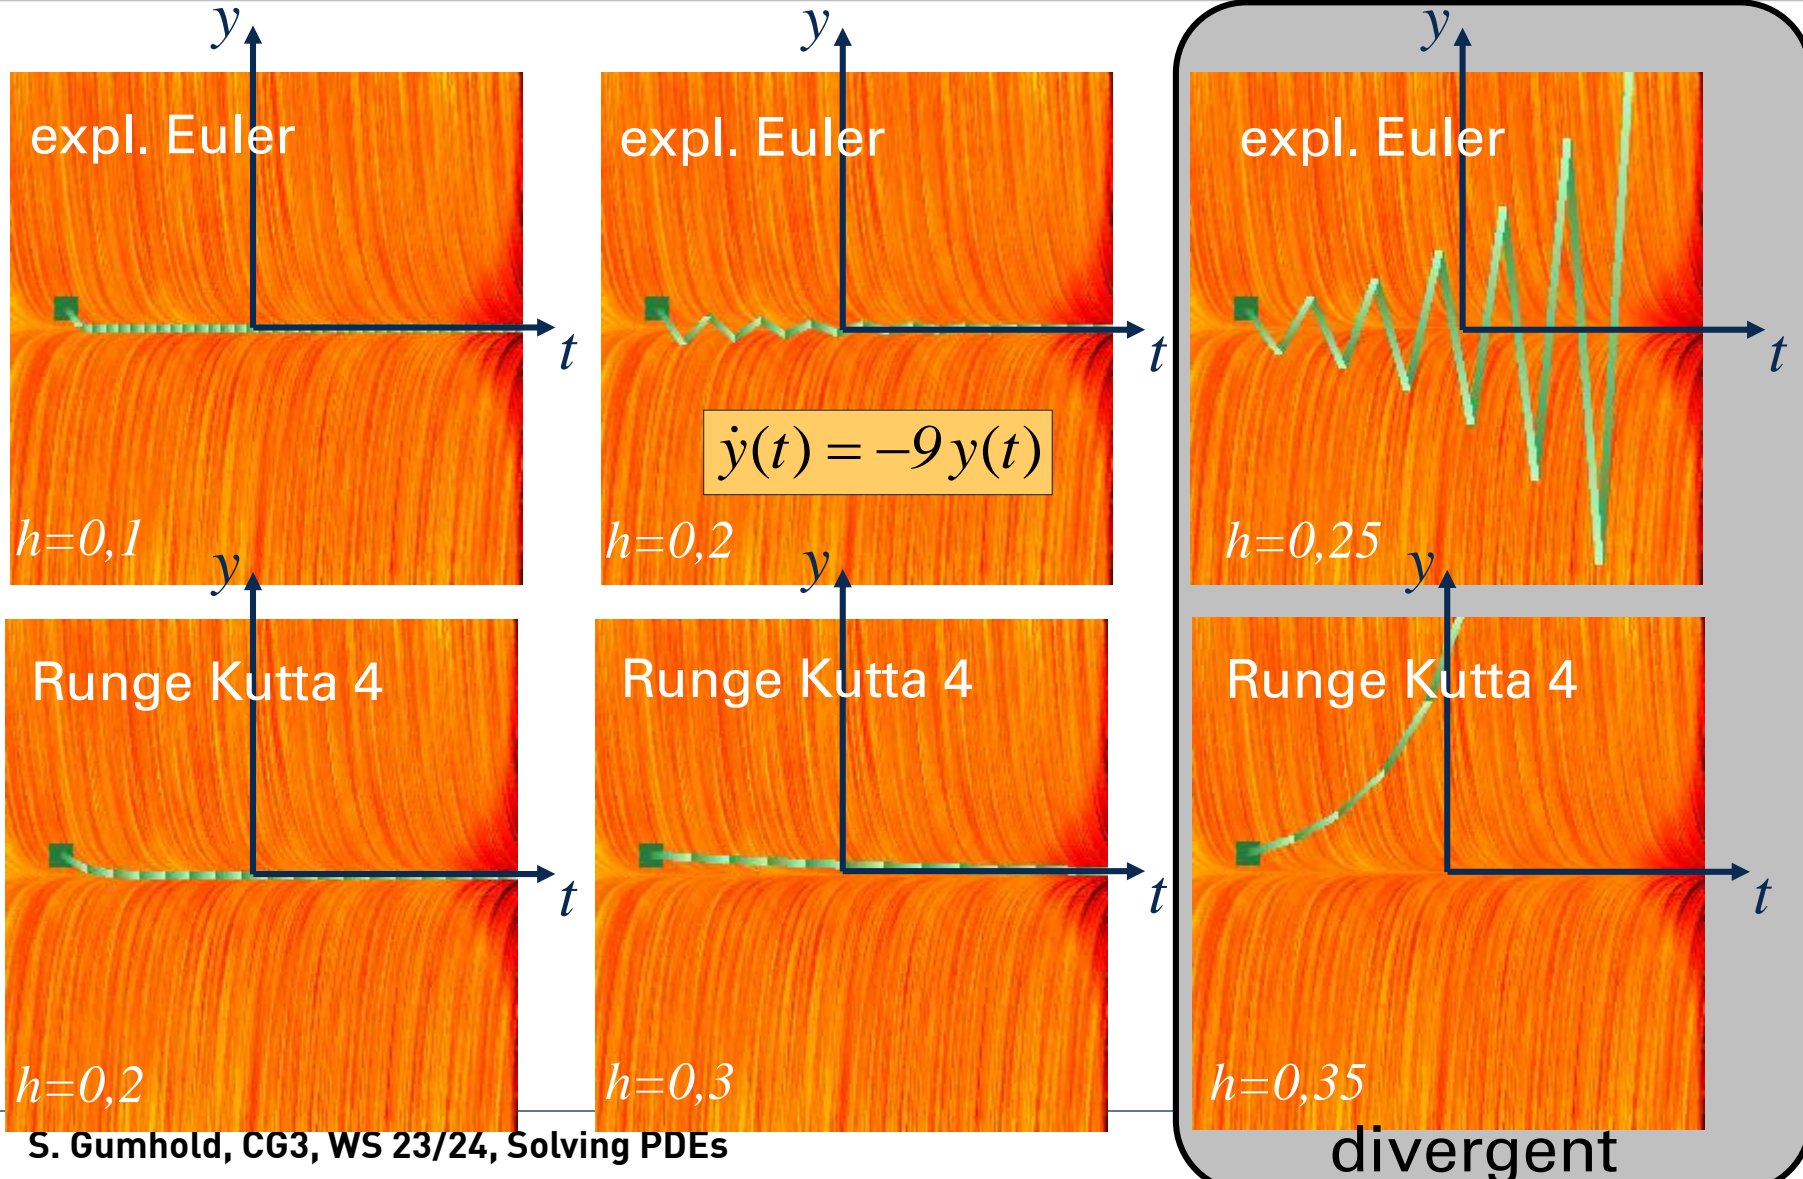 y
expl. Euler
t
h=0,1
y
expl. Euler
t
ẏ(t) = −9 y(t)
h=0,2
y
expl. Euler
t
h=0,25
y
Runge Kutta 4
t
h=0,2
y
Runge Kutta 4
t
h=0,3
y
Runge Kutta 4
t
h=0,35
divergent
S. Gumhold, CG3, WS 23/24, Solving PDEs